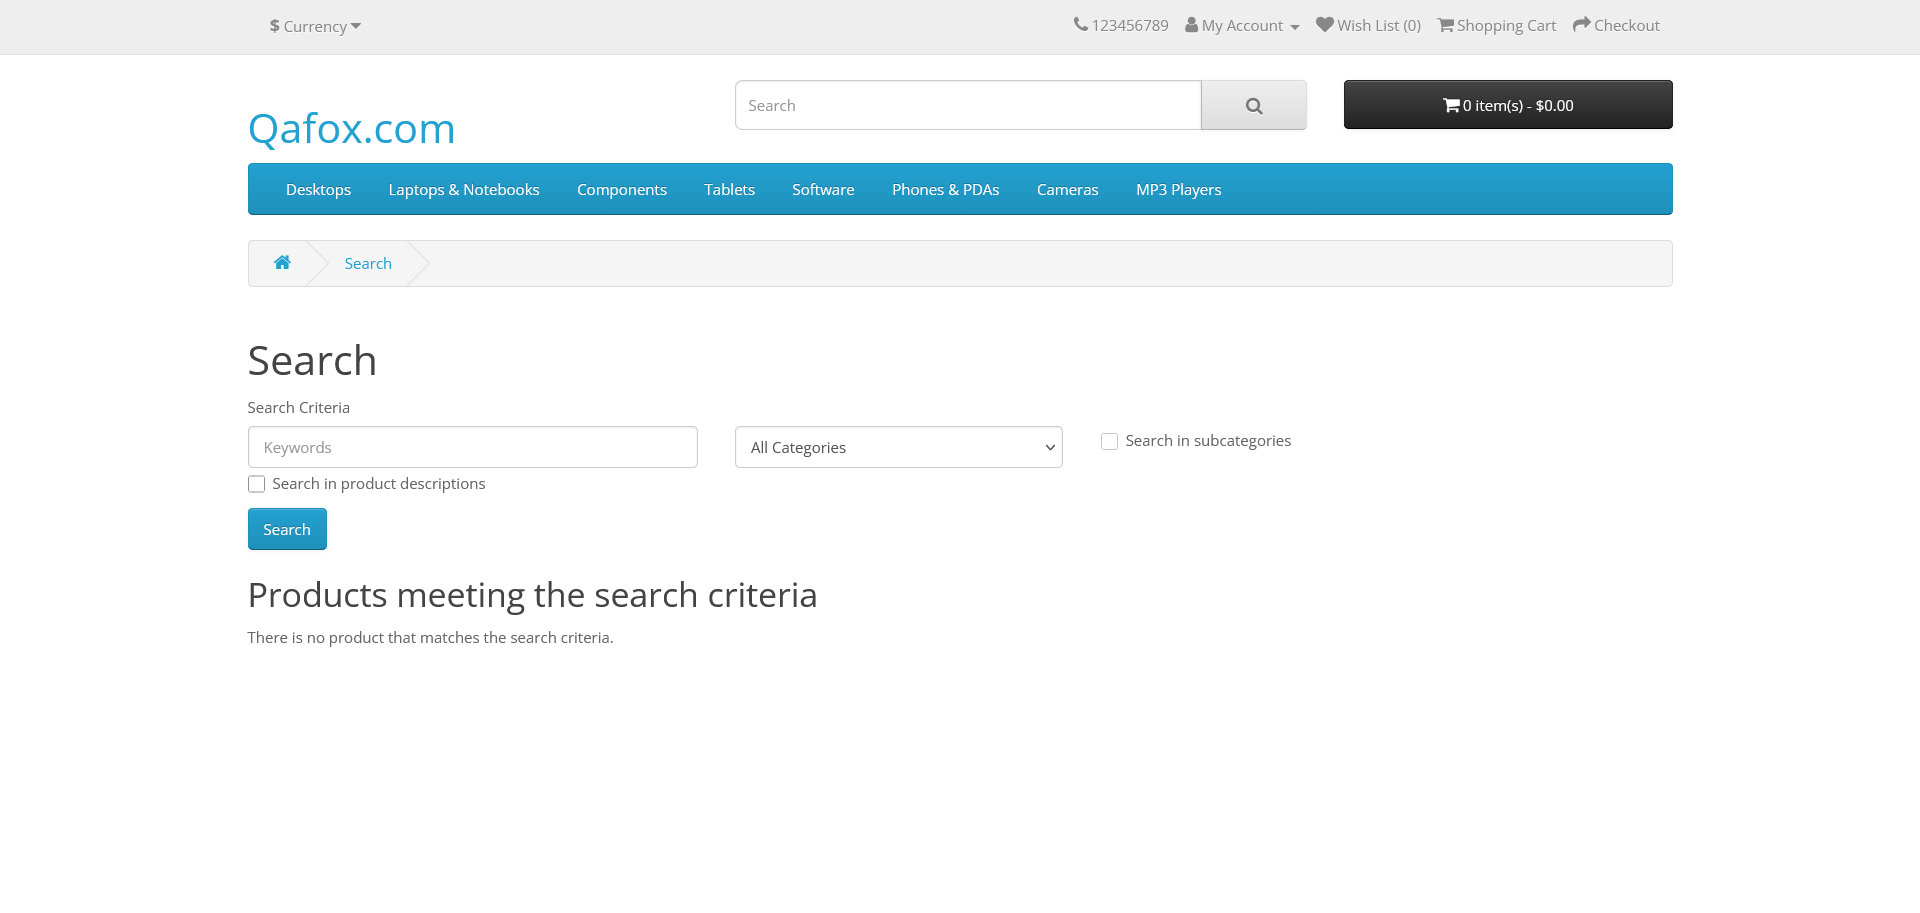 $ Currency
123456789 My Account Wish List (0) Shopping Cart Checkout
Qafox.com
Search
0 item(s) - $0.00
Desktops Laptops & Notebooks Components Tablets Software Phones & PDAs Cameras MP3 Players
Search
Search
Search Criteria
Keywords
All Categories
Search in subcategories
Search in product descriptions
Search
Products meeting the search criteria
There is no product that matches the search criteria.